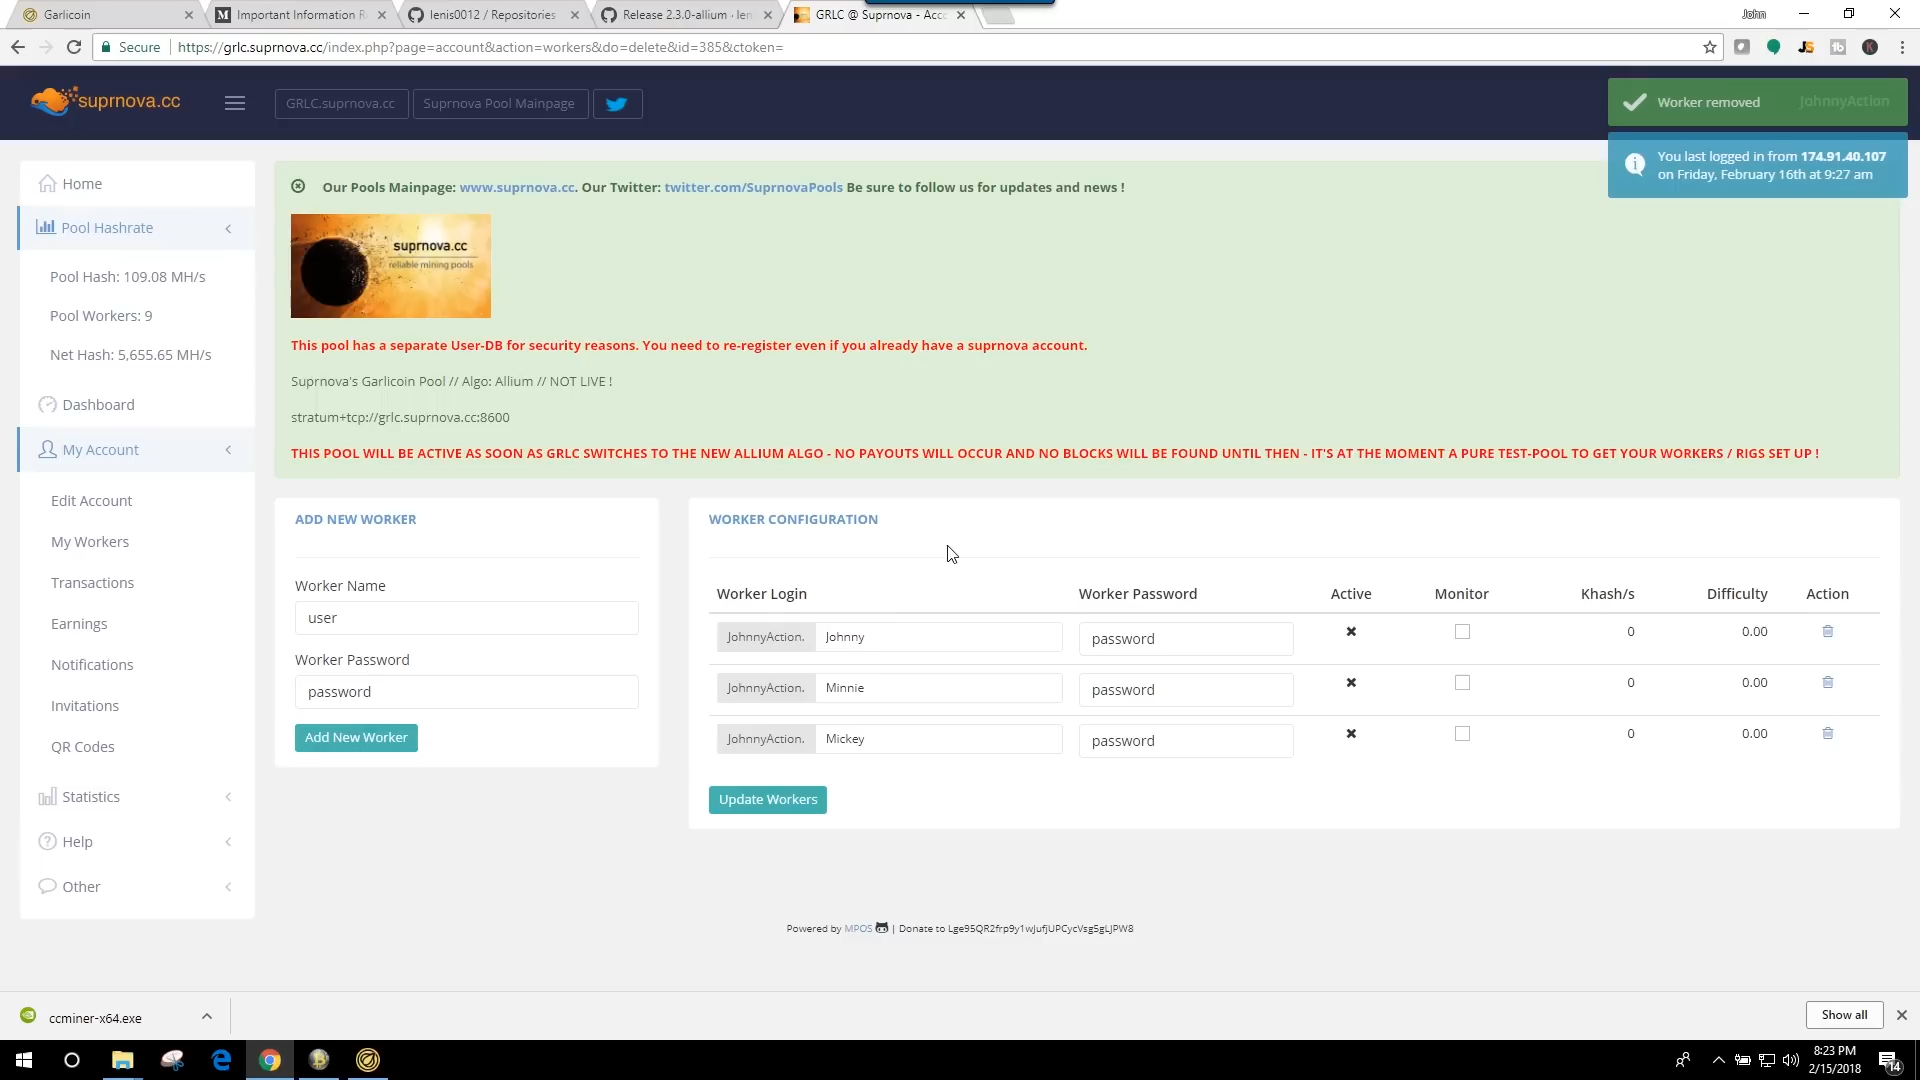 Garlicoin
Important Information R
lenis0012 / Repositories
Release 2.3.0-allium · len
GRLC @ Suprnova - Acco
John
Secure
https://grlc.suprnova.cc/index.php?page=account&action=workers&do=delete&id=385&ctoken=
suprnova.cc
GRLC.suprnova.cc
Suprnova Pool Mainpage
Worker removed
JohnnyAction
You last logged in from 174.91.40.107
on Friday, February 16th at 9:27 am
Home
Pool Hashrate
Pool Hash: 109.08 MH/s
Pool Workers: 9
Net Hash: 5,655.65 MH/s
Dashboard
My Account
Edit Account
My Workers
Transactions
Earnings
Notifications
Invitations
QR Codes
Statistics
Help
Other
Our Pools Mainpage: www.suprnova.cc. Our Twitter: twitter.com/SuprnovaPools Be sure to follow us for updates and news !
suprnova.cc
reliable mining pools
This pool has a separate User-DB for security reasons. You need to re-register even if you already have a suprnova account.
Suprnova's Garlicoin Pool // Algo: Allium // NOT LIVE !
stratum+tcp://grlc.suprnova.cc:8600
THIS POOL WILL BE ACTIVE AS SOON AS GRLC SWITCHES TO THE NEW ALLIUM ALGO - NO PAYOUTS WILL OCCUR AND NO BLOCKS WILL BE FOUND UNTIL THEN - IT'S AT THE MOMENT A PURE TEST-POOL TO GET YOUR WORKERS / RIGS SET UP !
ADD NEW WORKER
Worker Name
user
Worker Password
password
Add New Worker
WORKER CONFIGURATION
Worker Login Worker Password Active Monitor Khash/s Difficulty Action
JohnnyAction. Johnny password 0 0.00
JohnnyAction. Minnie password 0 0.00
JohnnyAction. Mickey password 0 0.00
Update Workers
Powered by MPOS | Donate to Lge95QR2frp9y1wJufjUPCycVsg5gLJPW8
ccminer-x64.exe
Show all
8:23 PM
2/15/2018
14